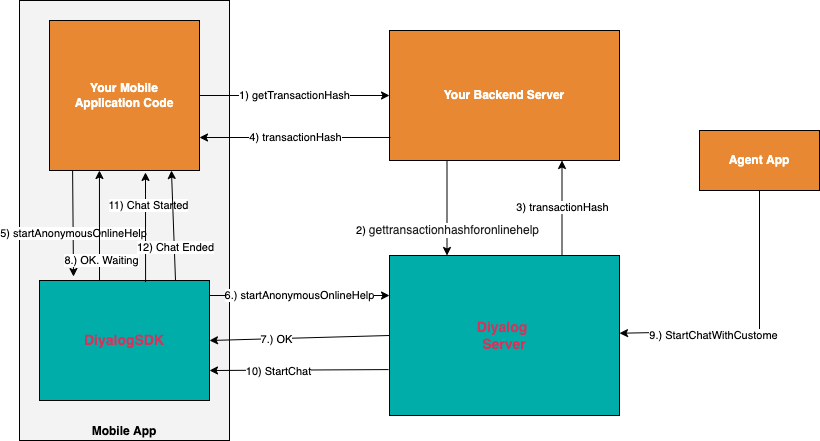 Your Mobile
Application Code
1) getTransactionHash
Your Backend Server
4) transactionHash
Agent App
11) Chat Started
3) transactionHash
5) startAnonymousOnlineHelp
2) gettransactionhashforonlinehelp
12) Chat Ended
8.) OK. Waiting
6.) startAnonymousOnlineHelp
DiyalogSDK
7.) OK
Diyalog
Server
9.) StartChatWithCustome
10) StartChat
Mobile App